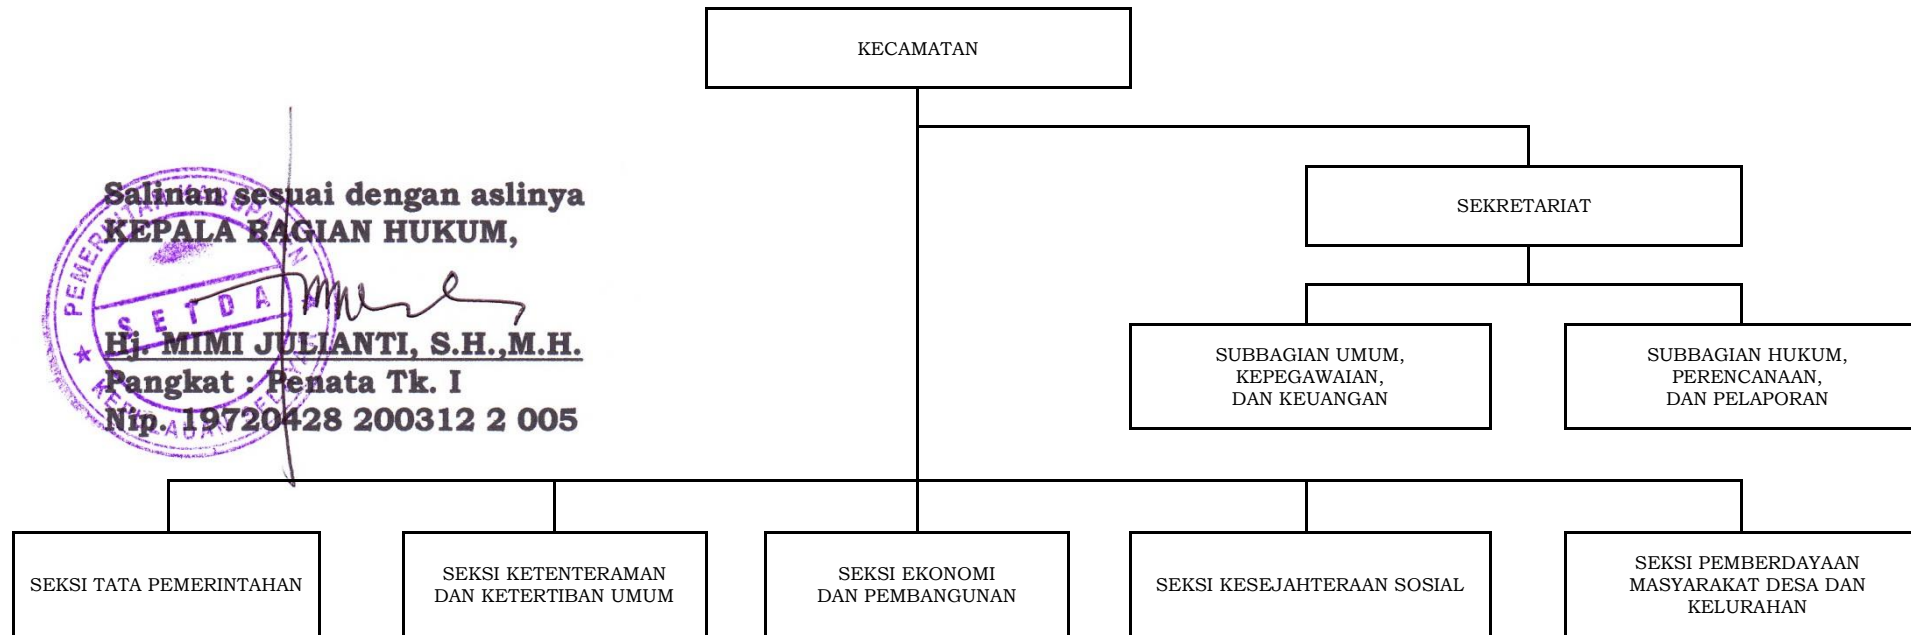 KECAMATAN
SEKRETARIAT
Salinan sesuai dengan aslinya
KEPALA BAGIAN HUKUM,
PEMERINTAH KABUPATEN
SETDA
Hj. MIMI JULIANTI, S.H.,M.H.
Pangkat : Penata Tk. I
Nip. 19720428 200312 2 005
SUBBAGIAN UMUM,
KEPEGAWAIAN,
DAN KEUANGAN
SUBBAGIAN HUKUM,
PERENCANAAN,
DAN PELAPORAN
SEKSI TATA PEMERINTAHAN
SEKSI KETENTERAMAN
DAN KETERTIBAN UMUM
SEKSI EKONOMI
DAN PEMBANGUNAN
SEKSI KESEJAHTERAAN SOSIAL
SEKSI PEMBERDAYAAN
MASYARAKAT DESA DAN
KELURAHAN